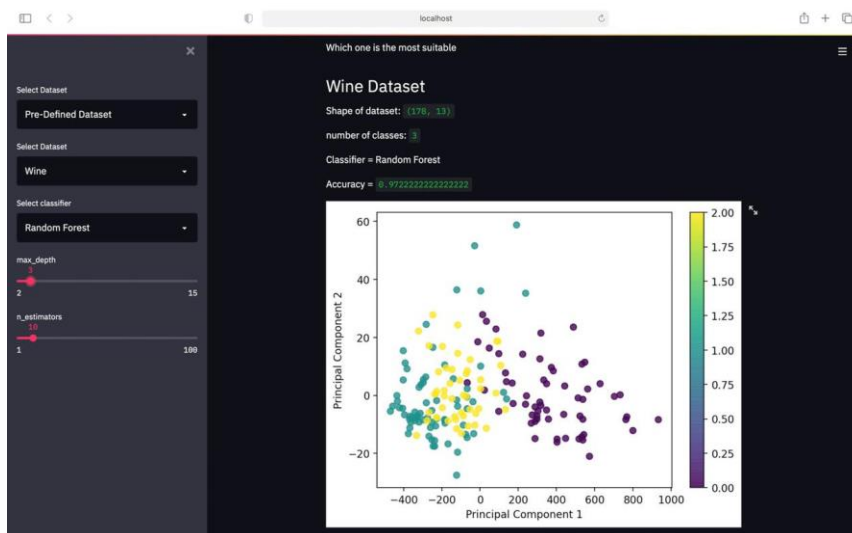 localhost
Which one is the most suitable
Select Dataset
Pre-Defined Dataset
Select Dataset
Wine
Select classifier
Random Forest
max_depth
3
2 15
n_estimators
10
1 100
Wine Dataset
Shape of dataset: (178, 13)
number of classes: 3
Classifier = Random Forest
Accuracy = 0.9722222222222222
60
40
20
0
−20
Principal Component 2
−400 −200 0 200 400 600 800 1000
Principal Component 1
2.00
1.75
1.50
1.25
1.00
0.75
0.50
0.25
0.00